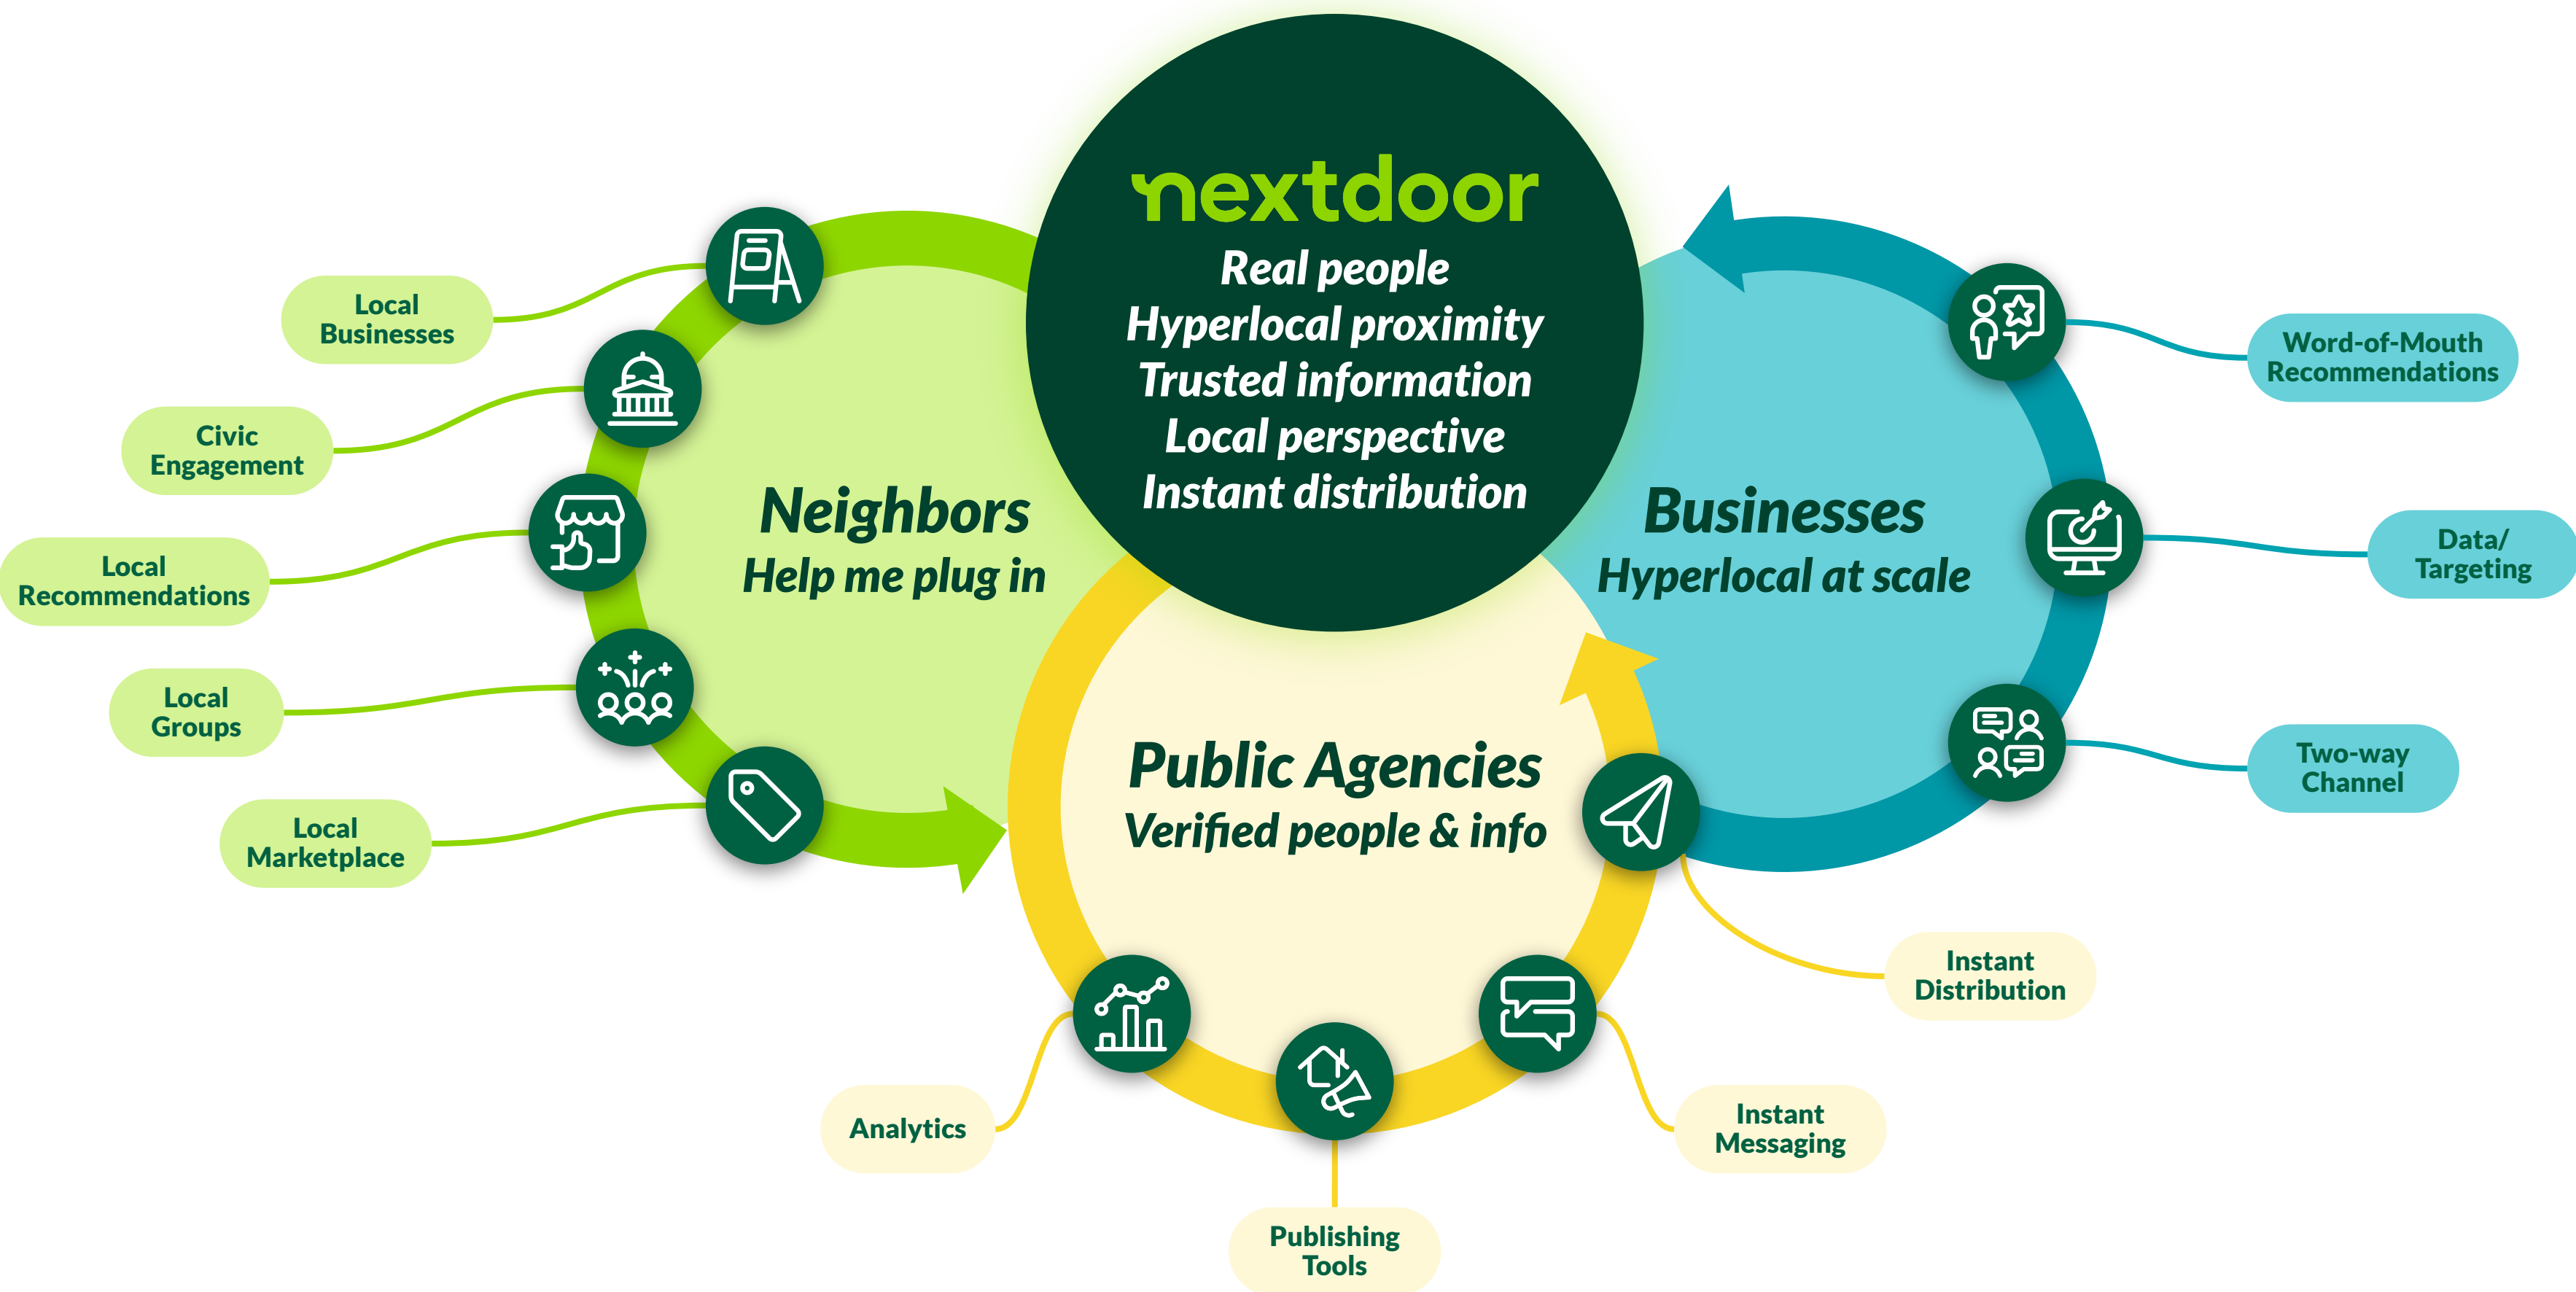 nextdoor
Real people
Hyperlocal proximity
Trusted information
Local perspective
Instant distribution
Neighbors
Help me plug in
Local
Businesses
Civic
Engagement
Local
Recommendations
Local
Groups
Local
Marketplace
Businesses
Hyperlocal at scale
Word-of-Mouth
Recommendations
Data/
Targeting
Two-way
Channel
Public Agencies
Verified people & info
Analytics
Publishing
Tools
Instant
Messaging
Instant
Distribution